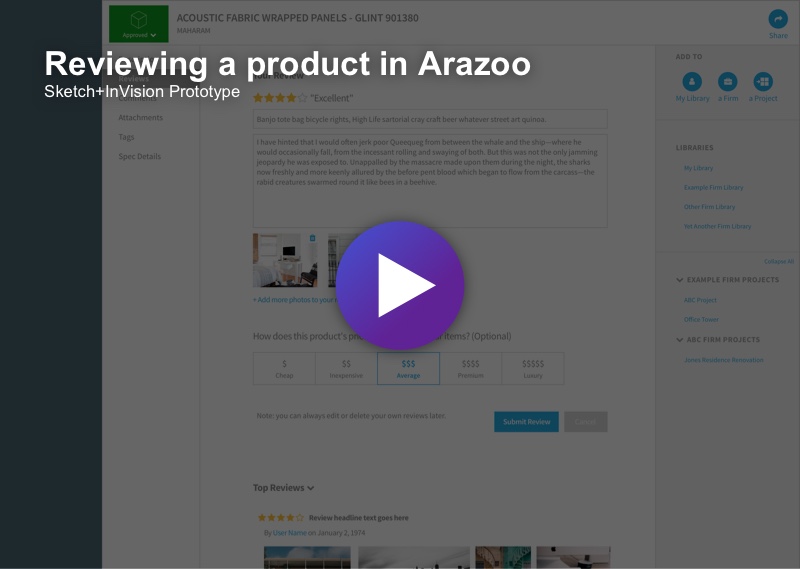 ACOUSTIC FABRIC WRAPPED PANELS - GLINT 901380
MAHARAM
Approved
Share
Reviewing a product in Arazoo
Sketch+InVision Prototype
Reviews
Comments
Attachments
Tags
Spec Details
Your Review
"Excellent"
Banjo tote bag bicycle rights, High Life sartorial cray craft beer whatever street art quinoa.
I have hinted that I would often jerk poor Queequeg from between the whale and the ship--where he
would occasionally fall, from the incessant rolling and swaying of both. But this was not the only jamming
jeopardy he was exposed to. Unappalled by the massacre made upon them during the night, the sharks
now freshly and more keenly allured by the before pent blood which began to flow from the carcass—the
rabid creatures swarmed round it like bees in a beehive.
+ Add more photos to your
How does this product's items? (Optional)
$
Cheap
$$
Inexpensive
$$$
Average
$$$$
Premium
$$$$$
Luxury
Note: you can always edit or delete your own reviews later.
Submit Review
Cancel
Top Reviews
Review headline text goes here
By User Name on January 2, 1974
ADD TO
My Library
a Firm
a Project
LIBRARIES
My Library
Example Firm Library
Other Firm Library
Yet Another Firm Library
Collapse All
EXAMPLE FIRM PROJECTS
ABC Project
Office Tower
ABC FIRM PROJECTS
Jones Residence Renovation